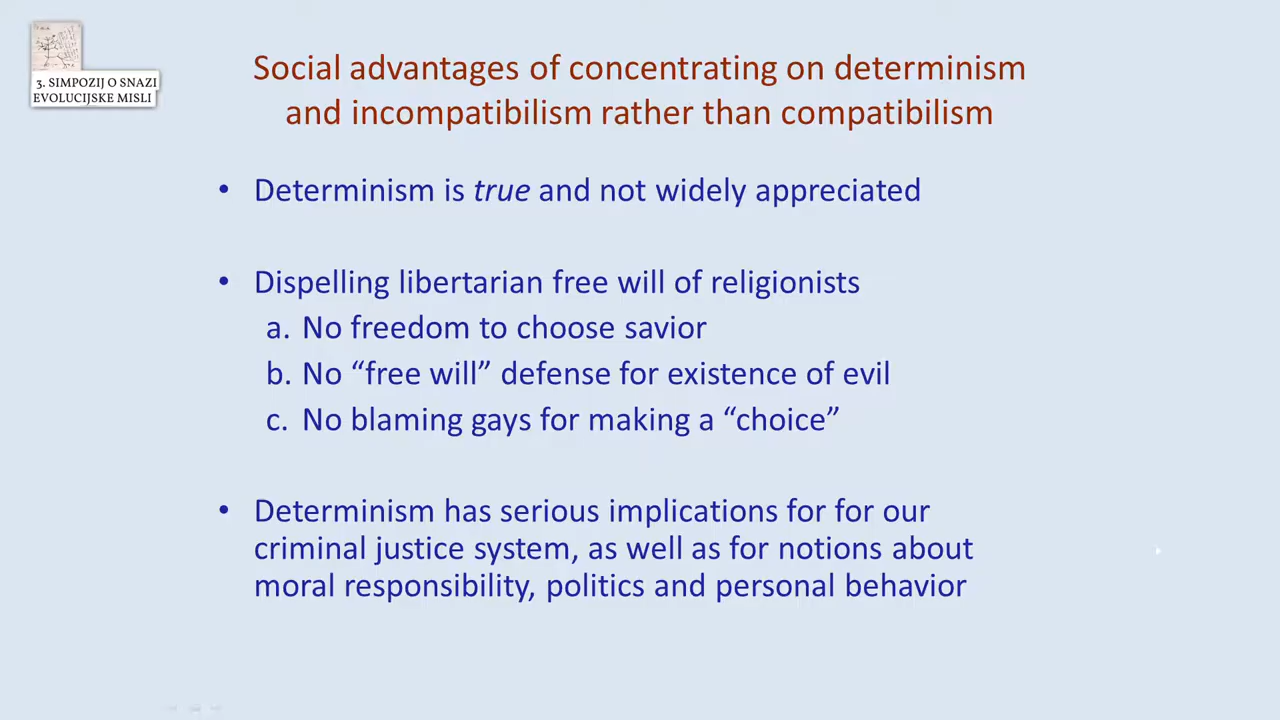 3. SIMPOZIJ O SNAZI
EVOLUCIJSKE MISLI
Social advantages of concentrating on determinism
and incompatibilism rather than compatibilism
• Determinism is true and not widely appreciated
• Dispelling libertarian free will of religionists
a. No freedom to choose savior
b. No “free will” defense for existence of evil
c. No blaming gays for making a “choice”
• Determinism has serious implications for for our
criminal justice system, as well as for notions about
moral responsibility, politics and personal behavior